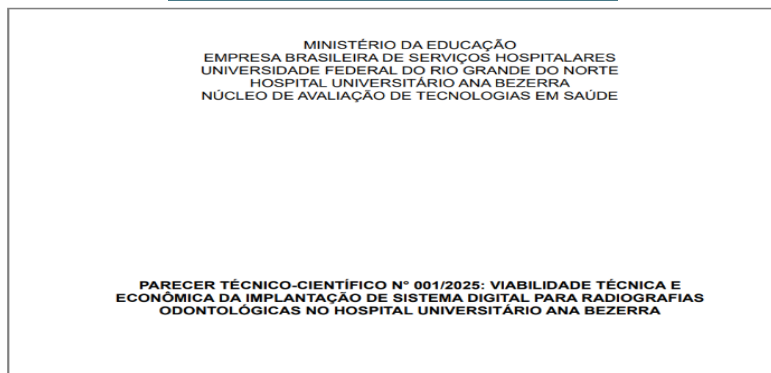 MINISTÉRIO DA EDUCAÇÃO
EMPRESA BRASILEIRA DE SERVIÇOS HOSPITALARES
UNIVERSIDADE FEDERAL DO RIO GRANDE DO NORTE
HOSPITAL UNIVERSITÁRIO ANA BEZERRA
NÚCLEO DE AVALIAÇÃO DE TECNOLOGIAS EM SAÚDE
PARECER TÉCNICO-CIENTÍFICO Nº 001/2025: VIABILIDADE TÉCNICA E
ECONÔMICA DA IMPLANTAÇÃO DE SISTEMA DIGITAL PARA RADIOGRAFIAS
ODONTOLÓGICAS NO HOSPITAL UNIVERSITÁRIO ANA BEZERRA